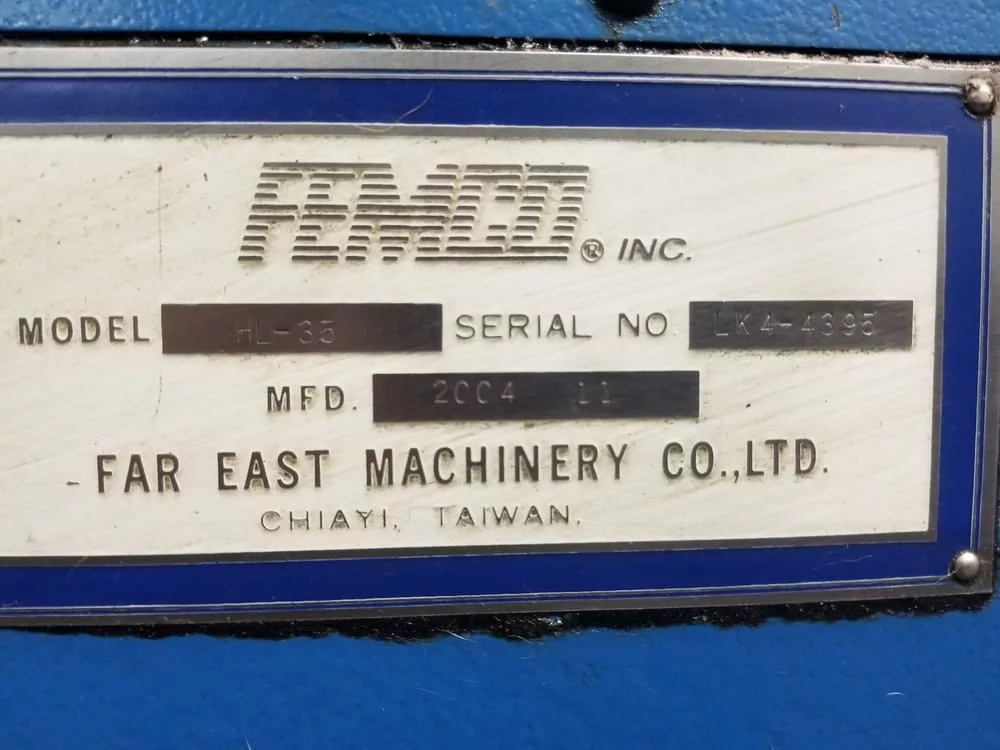 FEMCO® INC.
MODEL HL-35 SERIAL NO. LK4-4395
MFD. 2004 11
FAR EAST MACHINERY CO.,LTD.
CHIAYI, TAIWAN.